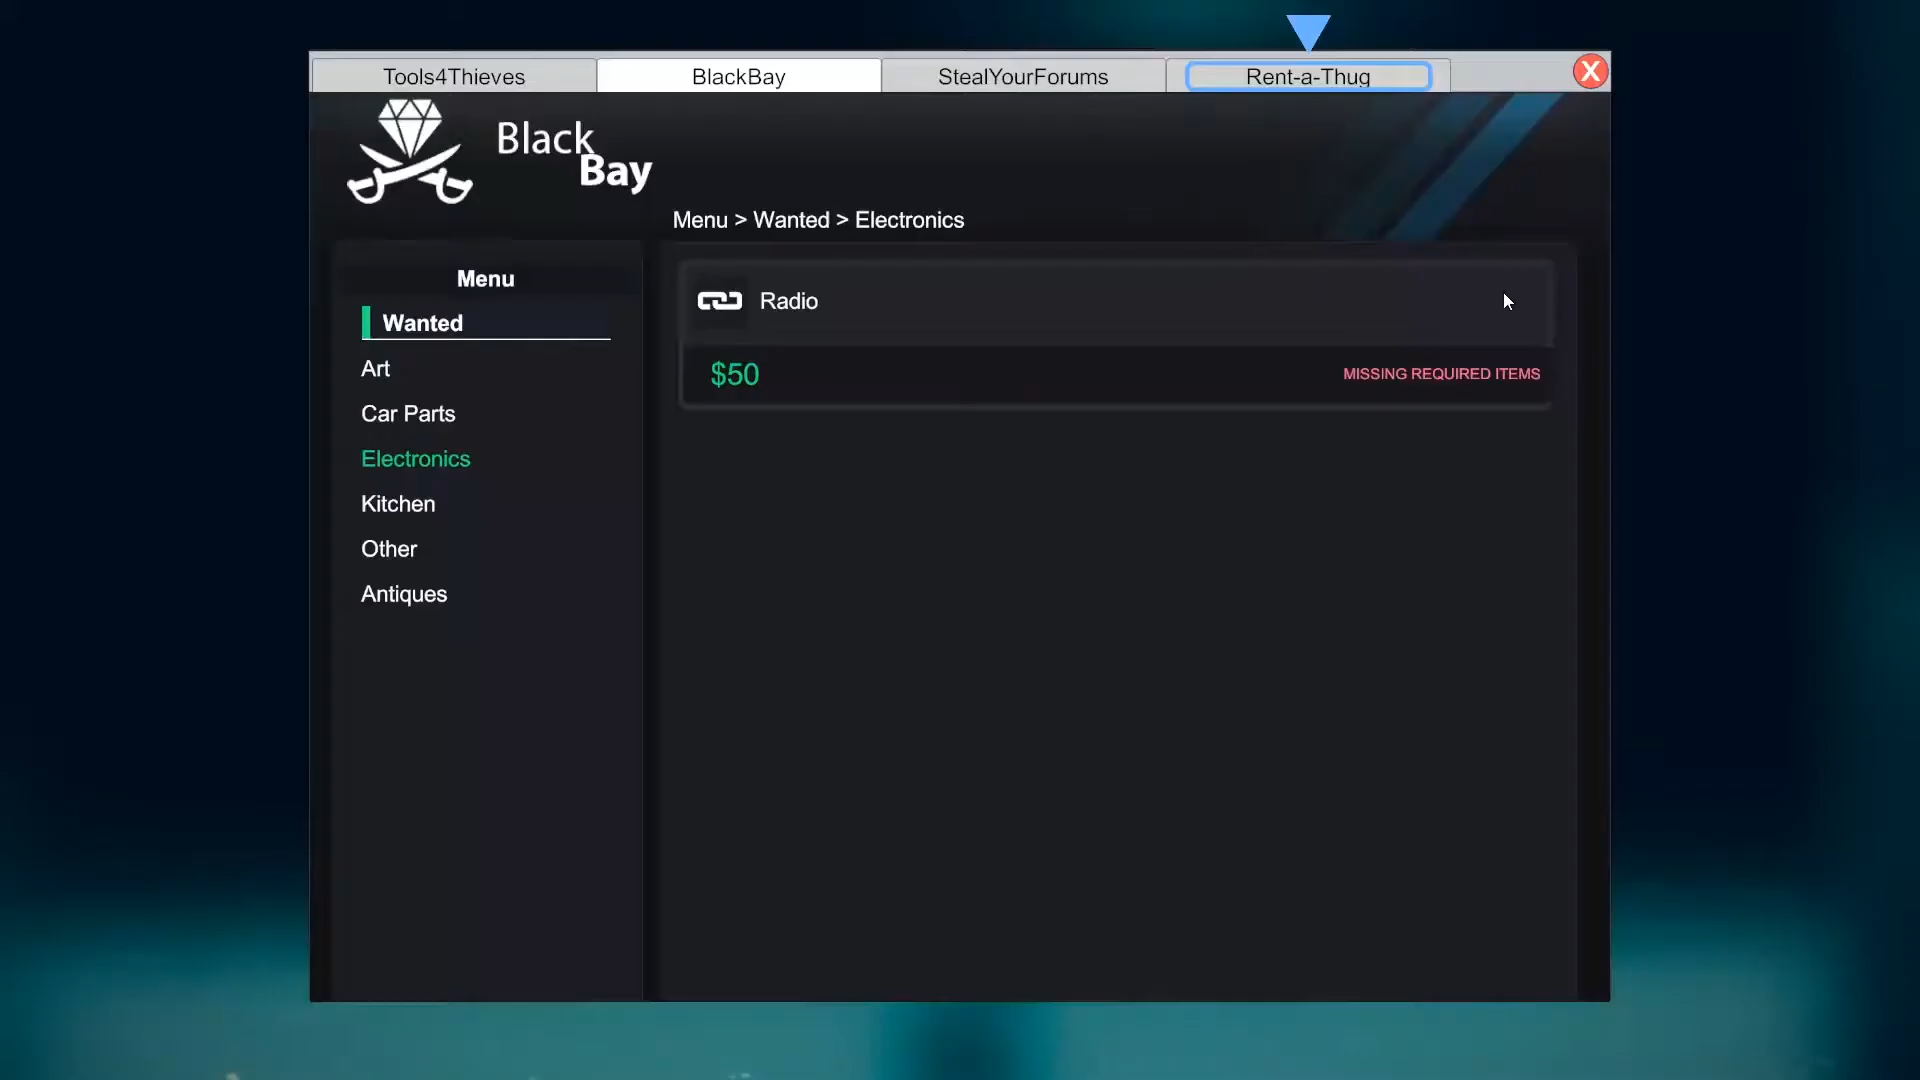 Tools4Thieves
BlackBay
StealYourForums
Rent-a-Thug
X
Black
Bay
Menu > Wanted > Electronics
Menu
Wanted
Art
Car Parts
Electronics
Kitchen
Other
Antiques
Radio
$50
MISSING REQUIRED ITEMS